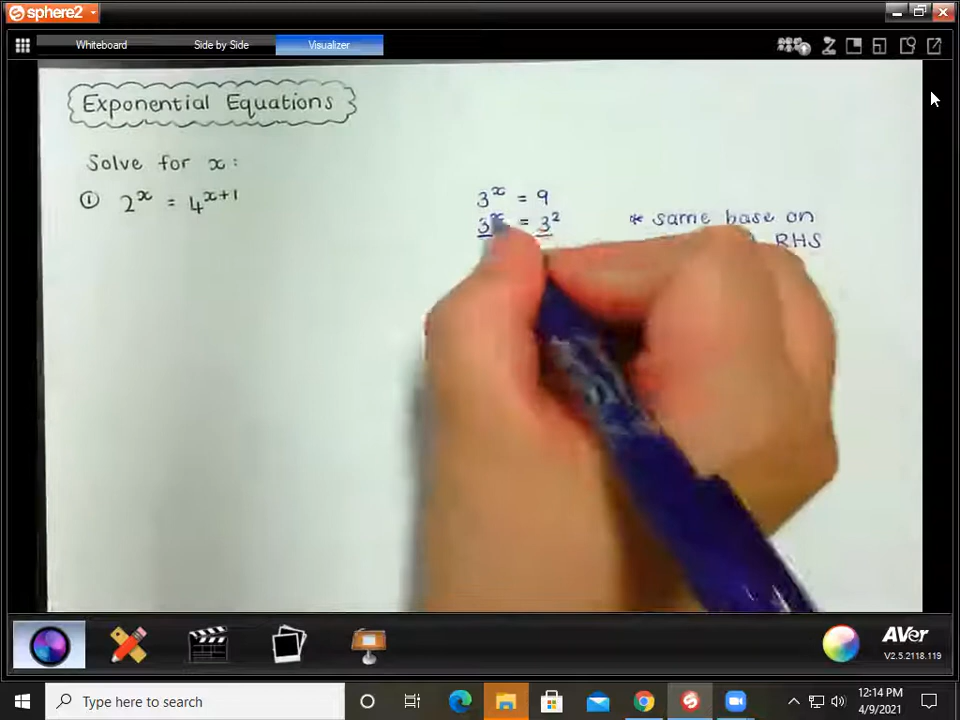 sphere2
Whiteboard
Side by Side
Visualizer
Exponential Equations
Solve for x:
① 2^x = 4^{x+1}
3^x = 9
3^x = 3^2
* same base on
RHS
AVer
V2.5.2118.119
Type here to search
12:14 PM
4/9/2021